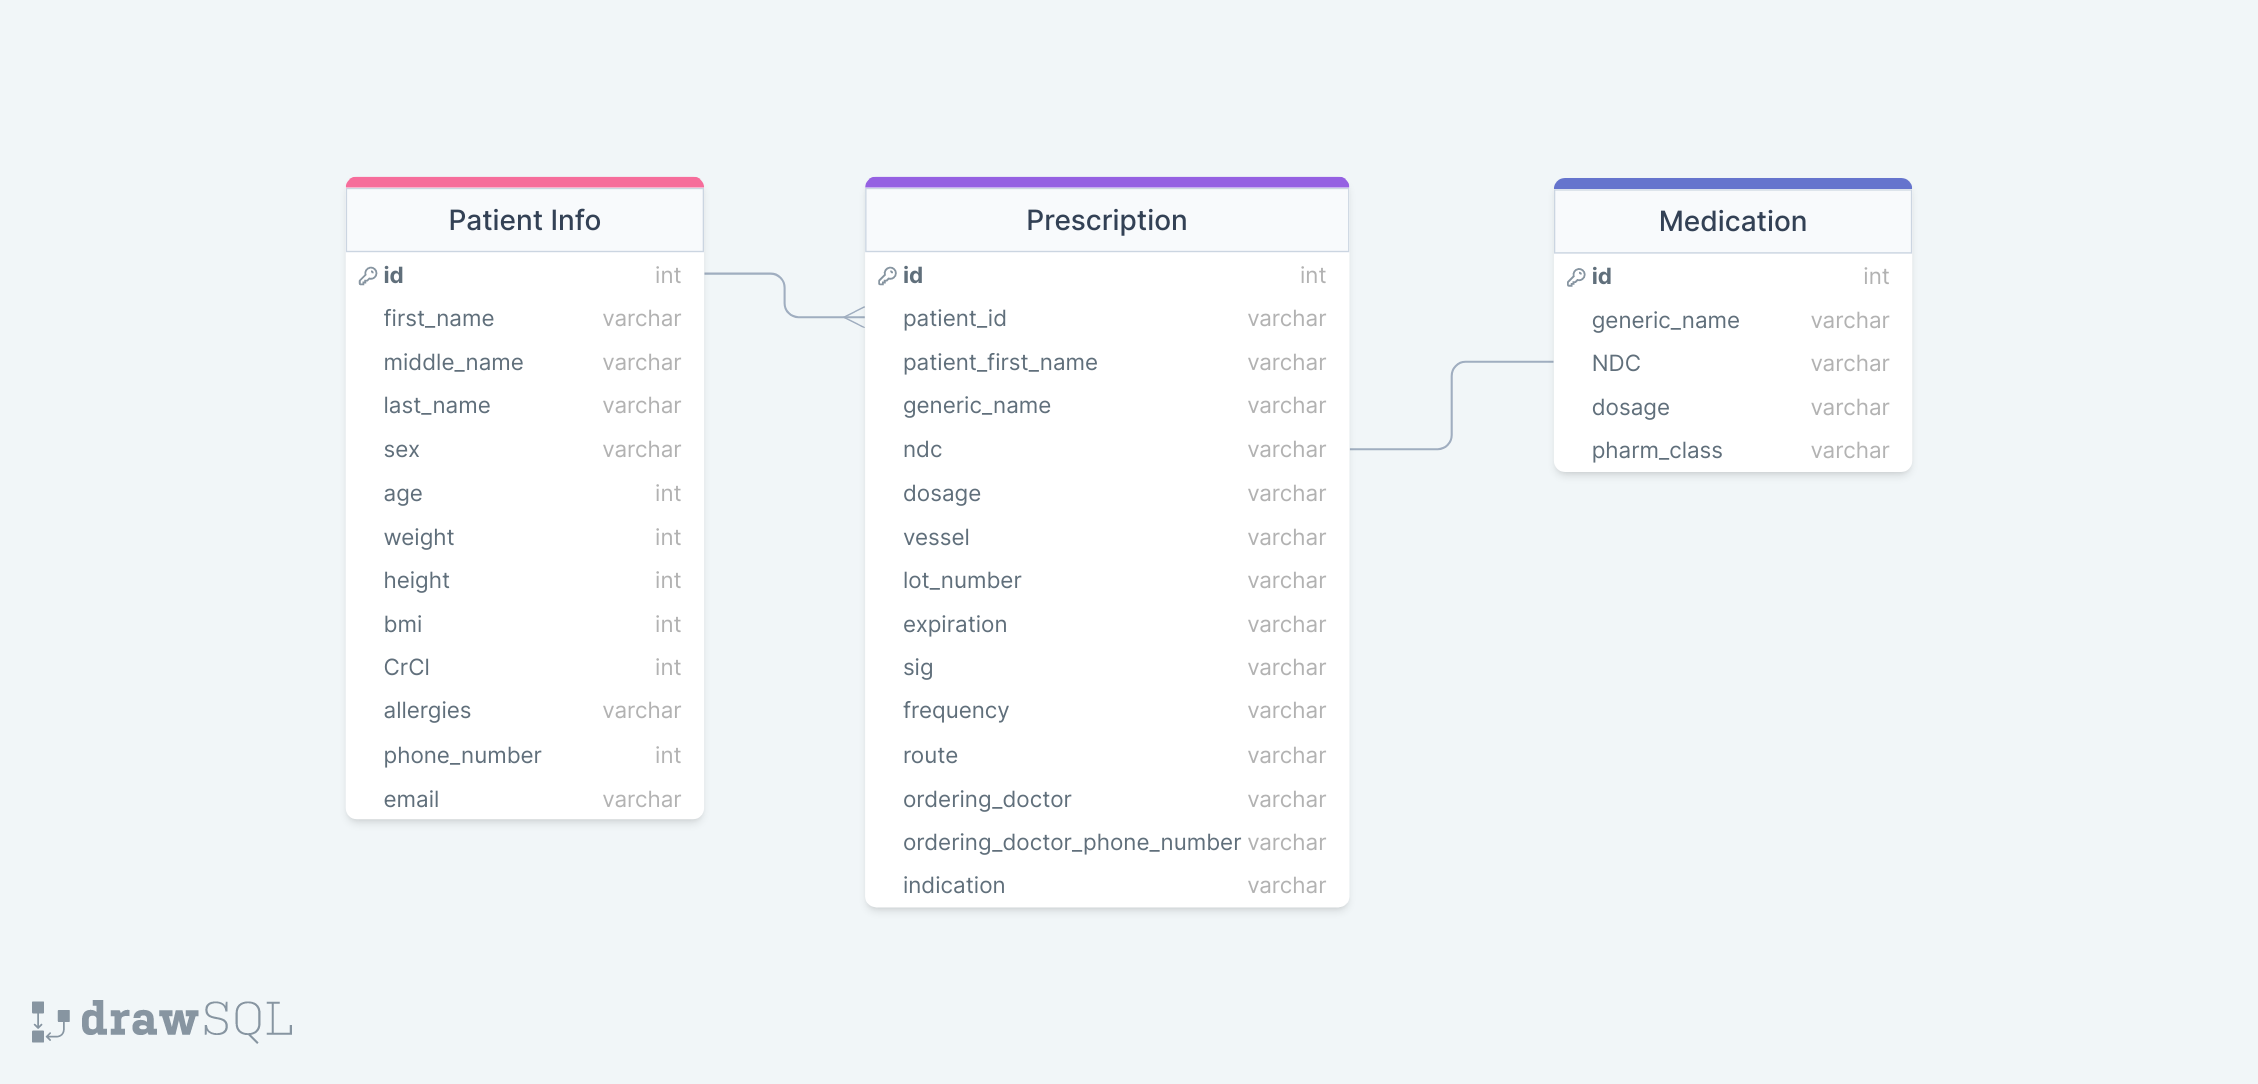 Patient Info
id int
first_name varchar
middle_name varchar
last_name varchar
sex varchar
age int
weight int
height int
bmi int
CrCl int
allergies varchar
phone_number int
email varchar
Prescription
id int
patient_id varchar
patient_first_name varchar
generic_name varchar
ndc varchar
dosage varchar
vessel varchar
lot_number varchar
expiration varchar
sig varchar
frequency varchar
route varchar
ordering_doctor varchar
ordering_doctor_phone_number varchar
indication varchar
Medication
id int
generic_name varchar
NDC varchar
dosage varchar
pharm_class varchar
drawSQL